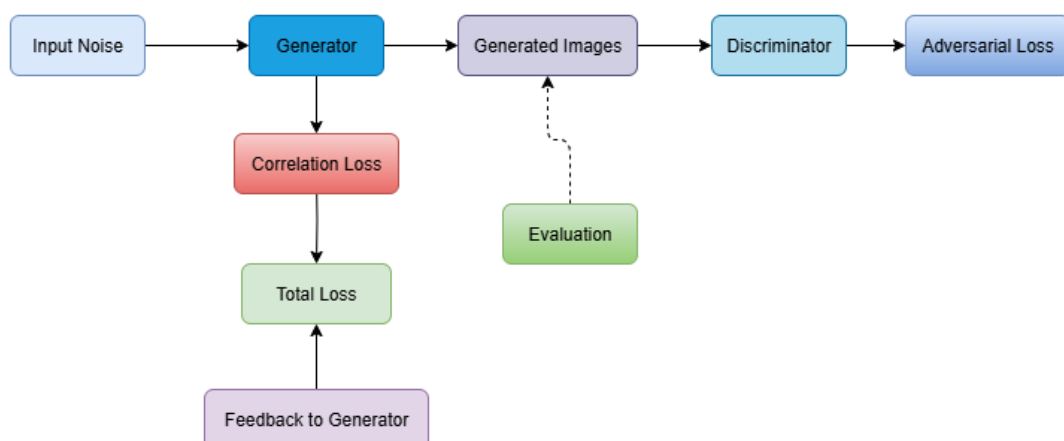 Input Noise
Generator
Generated Images
Discriminator
Adversarial Loss
Correlation Loss
Evaluation
Total Loss
Feedback to Generator